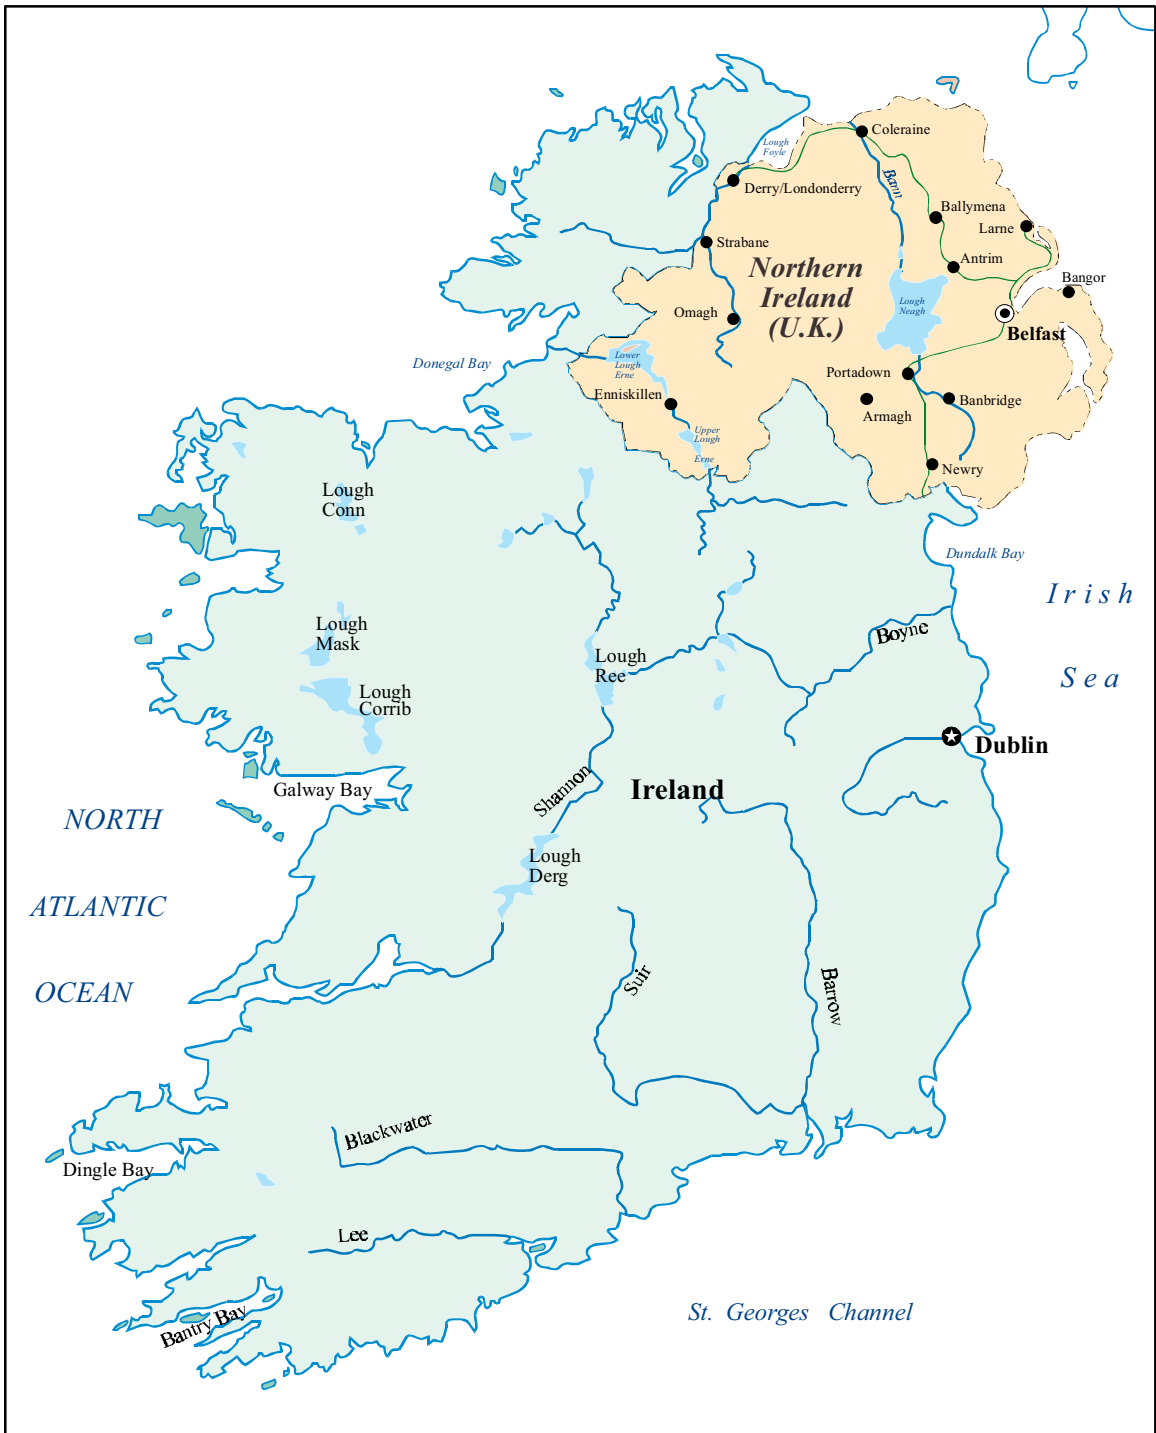 Coleraine
Lough
Foyle
Bann
Derry/Londonderry
Ballymena
Larne
Strabane
Antrim
Northern
Ireland
(U.K.)
Bangor
Lough
Neagh
Omagh
Belfast
Donegal Bay
Lower
Lough
Erne
Portadown
Enniskillen
Banbridge
Armagh
Upper
Lough
Erne
Newry
Lough
Conn
Dundalk Bay
Irish
Sea
Lough
Mask
Boyne
Lough
Ree
Lough
Corrib
Dublin
Galway Bay
Shannon
Ireland
NORTH
ATLANTIC
OCEAN
Lough
Derg
Suir
Barrow
Blackwater
Dingle Bay
Lee
Bantry Bay
St. Georges Channel